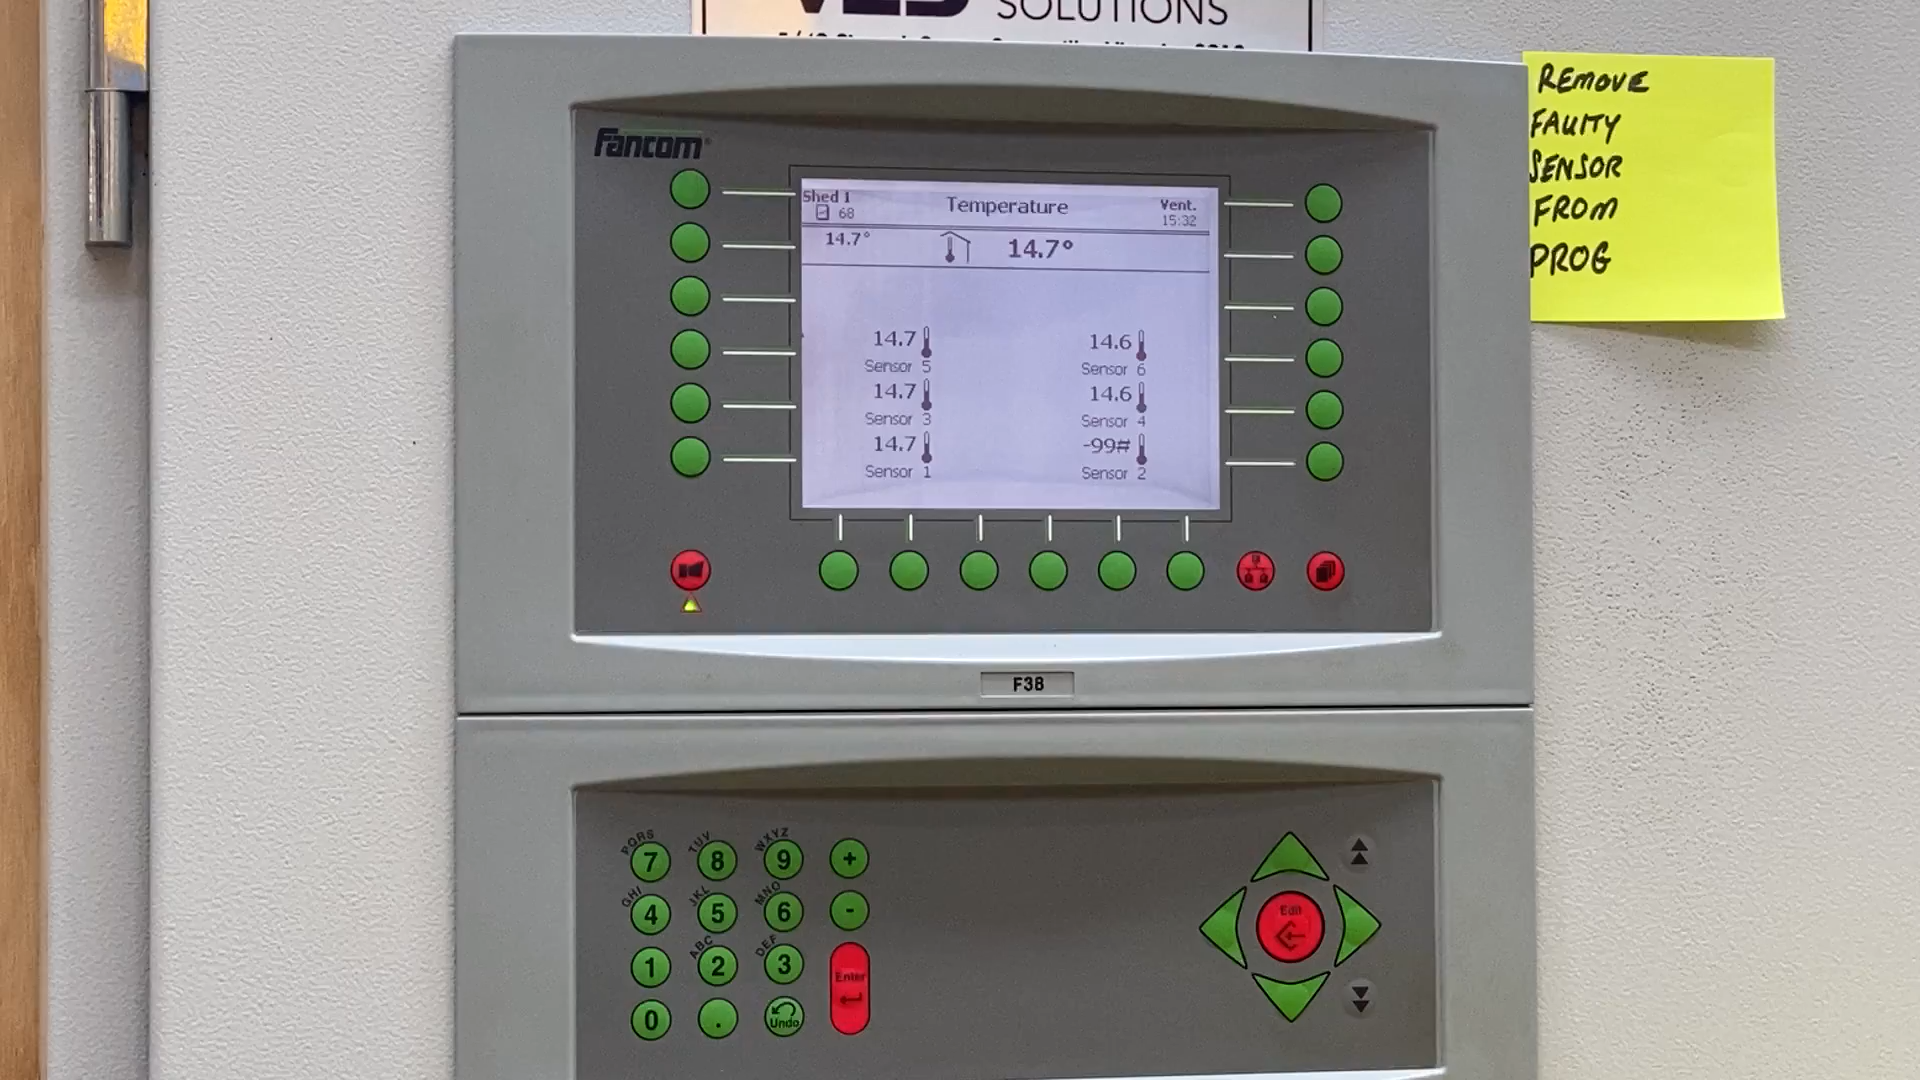 SOLUTIONS
REMOVE
FAULTY
SENSOR
FROM
PROG
Fancom
Shed 1
68
Temperature
Vent.
15:32
14.7°
14.7°
14.7
Sensor 5
14.6
Sensor 6
14.7
Sensor 3
14.6
Sensor 4
14.7
Sensor 1
-99#
Sensor 2
F38
PQRS
7
TUV
8
WXYZ
9
+
GHI
4
JKL
5
MNO
6
-
1
ABC
2
DEF
3
Enter
0
.
Undo
Edit